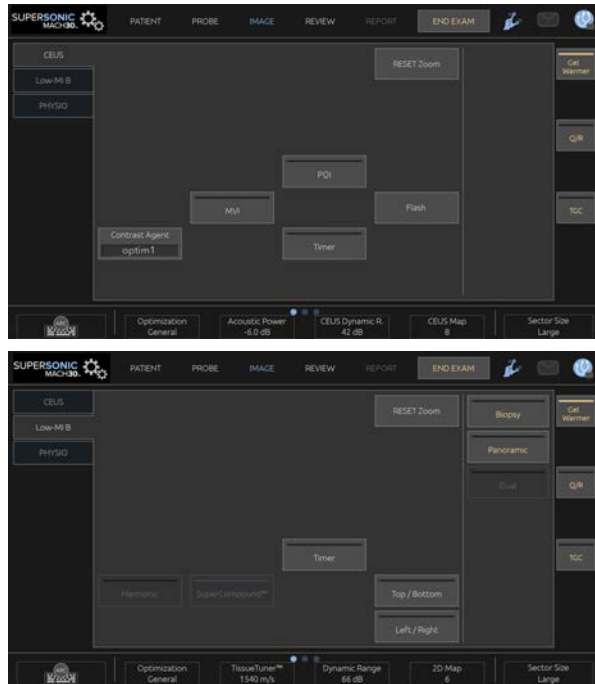 SUPERSONIC
MACH30.
PATIENT
PROBE
IMAGE
REVIEW
REPORT
END EXAM
CEUS
Low-MI B
PHYSIO
RESET Zoom
Gel
Warmer
Q/R
POI
MVI
Flash
TGC
Contrast Agent
optim1
Timer
ABC
Optimization
General
Acoustic Power
-6.0 dB
CEUS Dynamic R.
42 dB
CEUS Map
8
Sector Size
Large
SUPERSONIC
MACH30.
PATIENT
PROBE
IMAGE
REVIEW
REPORT
END EXAM
CEUS
Low-MI B
PHYSIO
RESET Zoom
Biopsy
Gel
Warmer
Panoramic
Dual
Q/R
Timer
TGC
Harmonic
SuperCompound™
Top / Bottom
Left / Right
ABC
Optimization
General
TissueTuner™
1540 m/s
Dynamic Range
66 dB
2D Map
6
Sector Size
Large